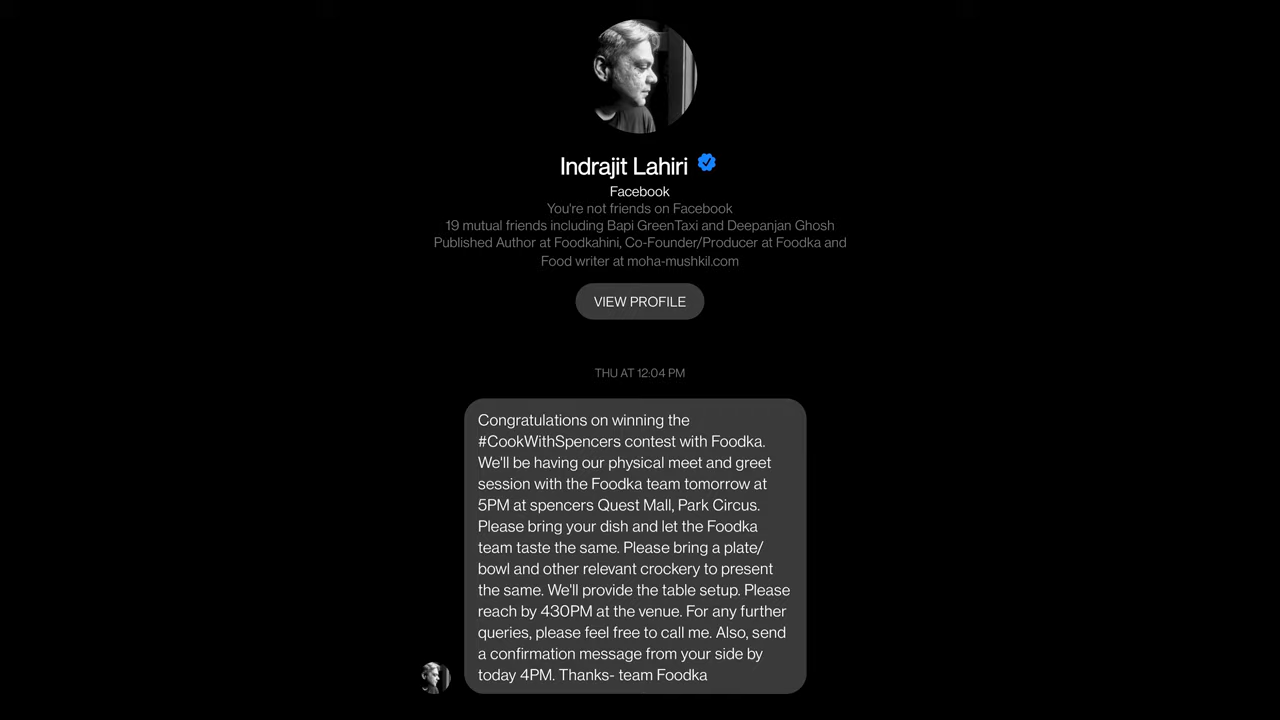 Indrajit Lahiri
Facebook
You're not friends on Facebook
19 mutual friends including Bapi GreenTaxi and Deepanjan Ghosh
Published Author at Foodkahini, Co-Founder/Producer at Foodka and
Food writer at moha-mushkil.com
VIEW PROFILE
THU AT 12:04 PM
Congratulations on winning the
#CookWithSpencers contest with Foodka.
We'll be having our physical meet and greet
session with the Foodka team tomorrow at
5PM at spencers Quest Mall, Park Circus.
Please bring your dish and let the Foodka
team taste the same. Please bring a plate/
bowl and other relevant crockery to present
the same. We'll provide the table setup. Please
reach by 430PM at the venue. For any further
queries, please feel free to call me. Also, send
a confirmation message from your side by
today 4PM. Thanks- team Foodka